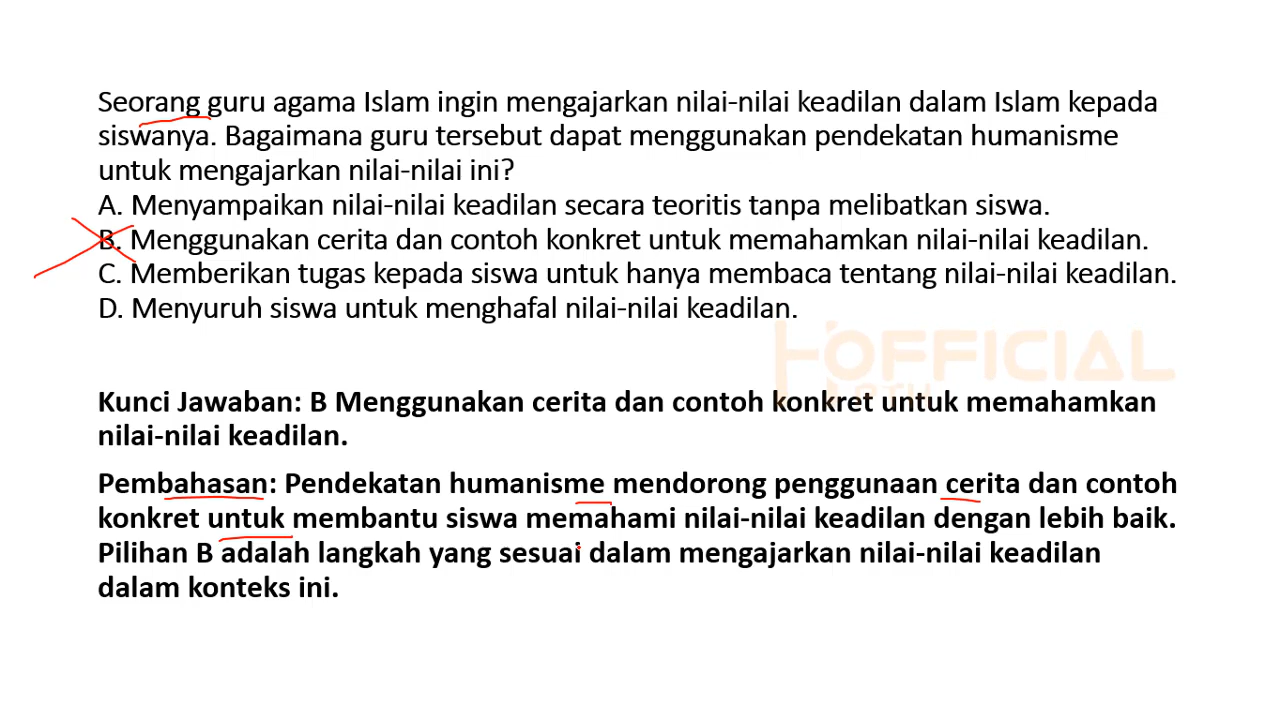 Seorang guru agama Islam ingin mengajarkan nilai-nilai keadilan dalam Islam kepada
siswanya. Bagaimana guru tersebut dapat menggunakan pendekatan humanisme
untuk mengajarkan nilai-nilai ini?
A. Menyampaikan nilai-nilai keadilan secara teoritis tanpa melibatkan siswa.
B. Menggunakan cerita dan contoh konkret untuk memahamkan nilai-nilai keadilan.
C. Memberikan tugas kepada siswa untuk hanya membaca tentang nilai-nilai keadilan.
D. Menyuruh siswa untuk menghafal nilai-nilai keadilan.
OFFICIAL
Kunci Jawaban: B Menggunakan cerita dan contoh konkret untuk memahamkan
nilai-nilai keadilan.
Pembahasan: Pendekatan humanisme mendorong penggunaan cerita dan contoh
konkret untuk membantu siswa memahami nilai-nilai keadilan dengan lebih baik.
Pilihan B adalah langkah yang sesuai dalam mengajarkan nilai-nilai keadilan
dalam konteks ini.